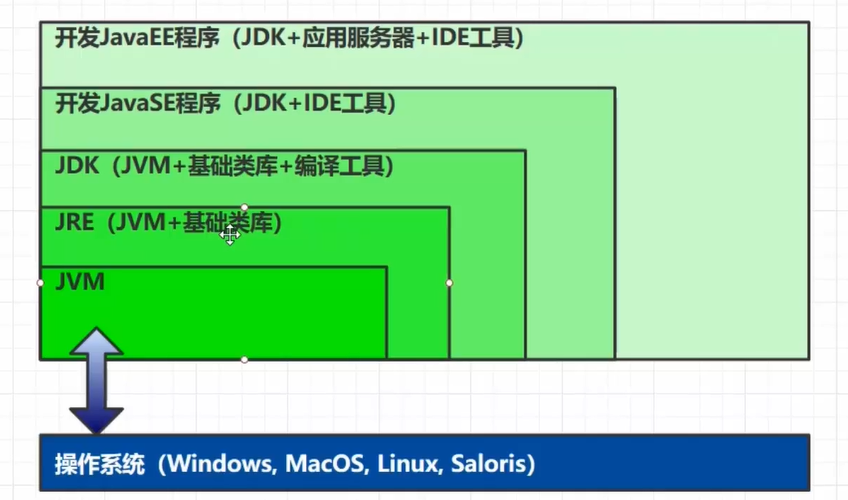 开发JavaEE程序（JDK+应用服务器+IDE工具）
开发JavaSE程序（JDK+IDE工具）
JDK（JVM+基础类库+编译工具）
JRE（JVM+基础类库）
JVM
操作系统（Windows, MacOS, Linux, Saloris）